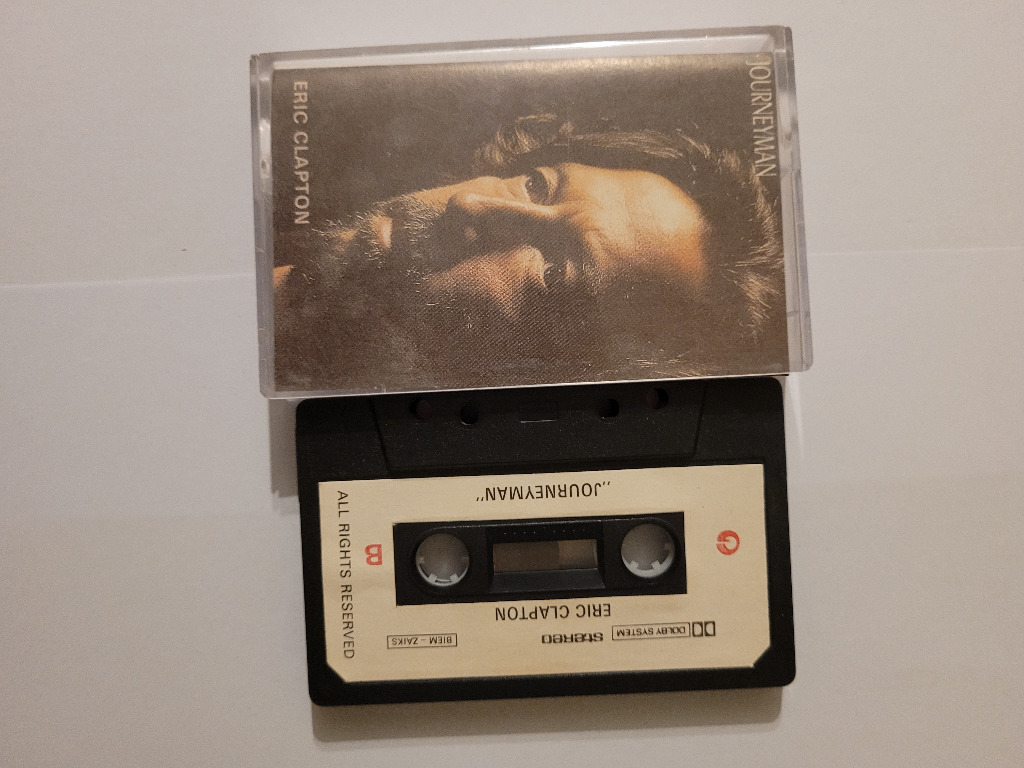 JOURNEYMAN
ERIC CLAPTON
ALL RIGHTS RESERVED
DOLBY SYSTEM
stereo
BIEM - ZAIKS
ERIC CLAPTON
B
,,JOURNEYMAN"